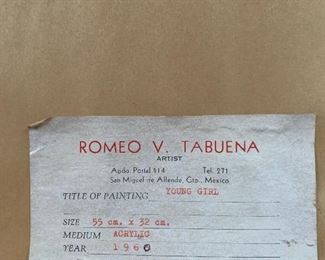 ROMEO V. TABUENA
ARTIST
Apdo. Postal 814 Tel. 271
San Miguel de Allende, Gto., Mexico
TITLE OF PAINTING YOUNG GIRL
SIZE 55 cm. x 32 cm.
MEDIUM ACRYLIC
YEAR 1960